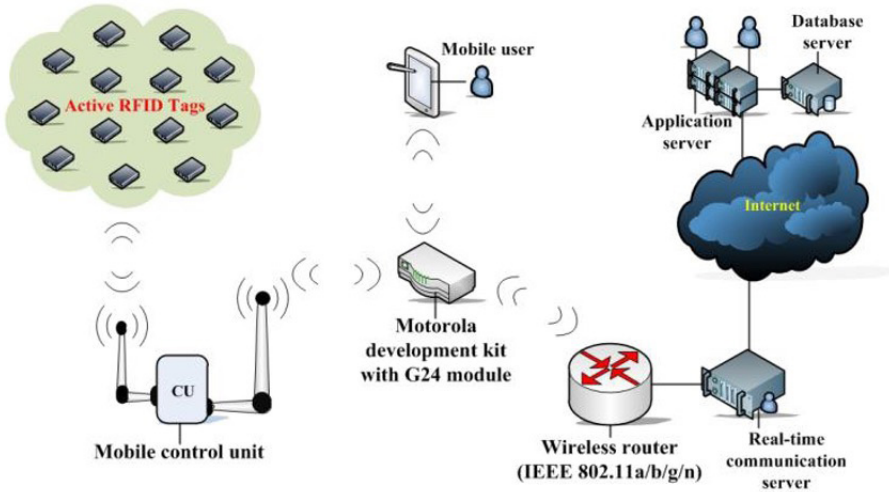 Active RFID Tags
Mobile user
Database
server
Application
server
Internet
Motorola
development kit
with G24 module
CU
Mobile control unit
Wireless router
(IEEE 802.11a/b/g/n)
Real-time
communication
server